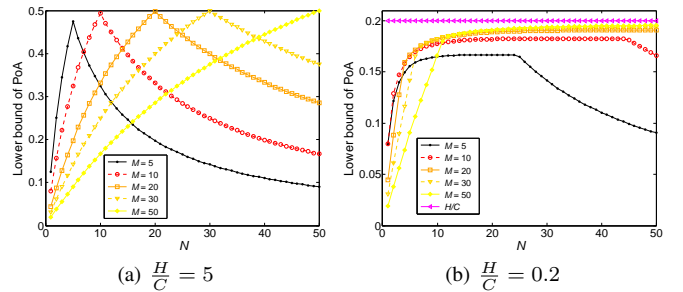 Lower bound of PoA
0.5
0.4
0.3
0.2
0.1
0
0
10
20
30
40
50
N
M = 5
M = 10
M = 20
M = 30
M = 50
(a) H/C = 5
Lower bound of PoA
0.2
0.15
0.1
0.05
0
0
10
20
30
40
50
N
M = 5
M = 10
M = 20
M = 30
M = 50
H/C
(b) H/C = 0.2